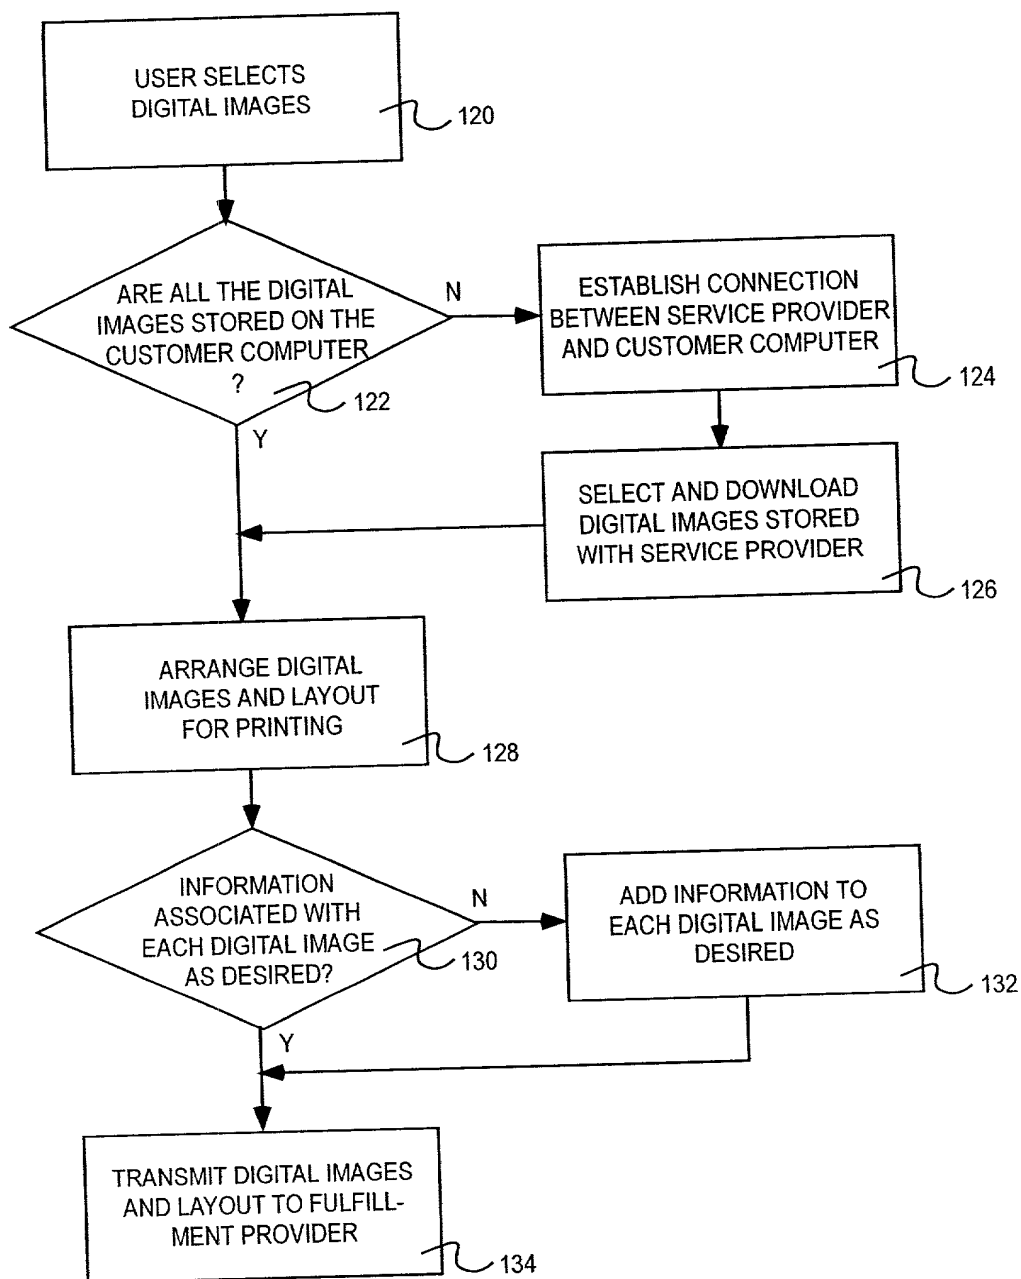 USER SELECTS
DIGITAL IMAGES
120
ARE ALL THE DIGITAL
IMAGES STORED ON THE
CUSTOMER COMPUTER
?
122
N
Y
ESTABLISH CONNECTION
BETWEEN SERVICE PROVIDER
AND CUSTOMER COMPUTER
124
SELECT AND DOWNLOAD
DIGITAL IMAGES STORED
WITH SERVICE PROVIDER
126
ARRANGE DIGITAL
IMAGES AND LAYOUT
FOR PRINTING
128
INFORMATION
ASSOCIATED WITH
EACH DIGITAL IMAGE
AS DESIRED?
130
N
Y
ADD INFORMATION TO
EACH DIGITAL IMAGE AS
DESIRED
132
TRANSMIT DIGITAL IMAGES
AND LAYOUT TO FULFILL-
MENT PROVIDER
134